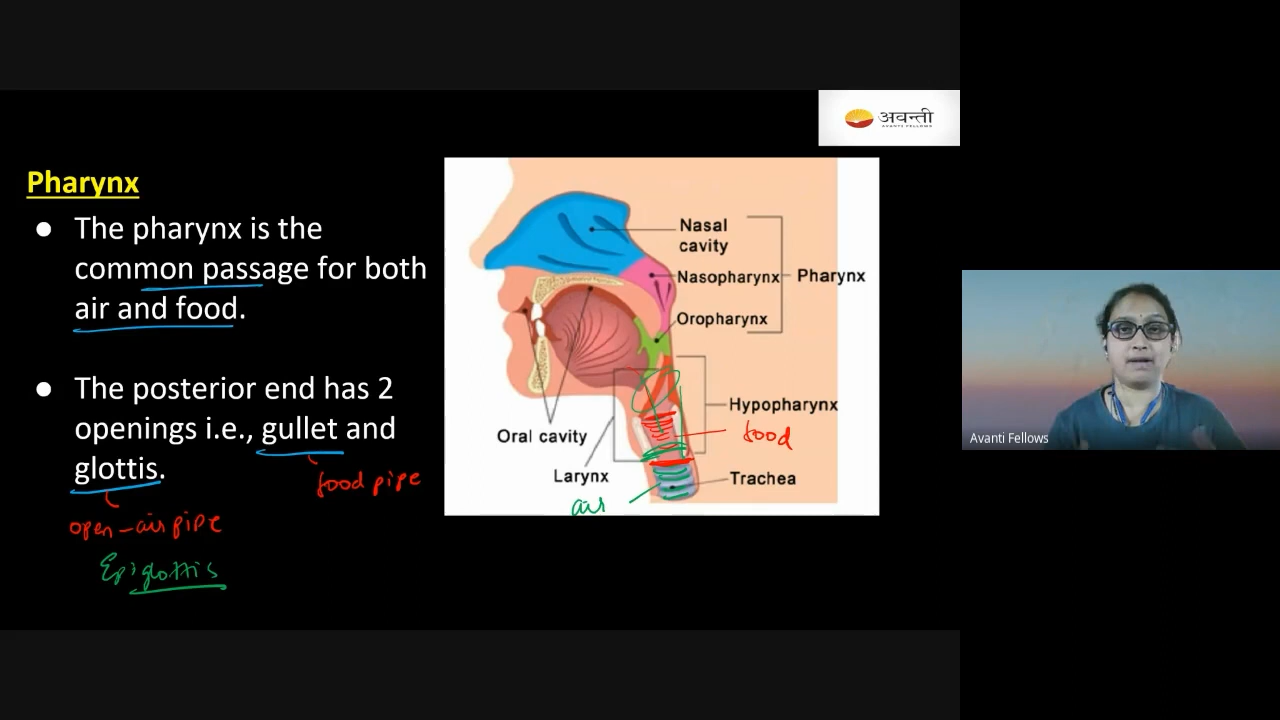 अवन्ती
AVANTI FELLOWS
Pharynx
● The pharynx is the
common passage for both
air and food.
● The posterior end has 2
openings i.e., gullet and
glottis.
food pipe
open-air pipe
Epiglottis
Nasal
cavity
Nasopharynx
Pharynx
Oropharynx
Hypopharynx
food
Oral cavity
Larynx
Trachea
air
Avanti Fellows